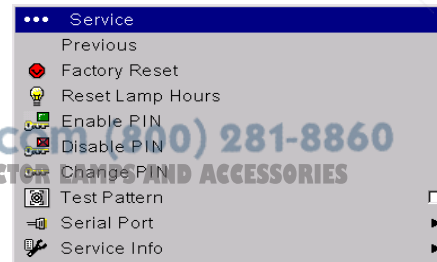 ••• Service
Previous
Factory Reset
Reset Lamp Hours
Enable PIN
com (800) 281-8860
Disable PIN
Change PIN
CTOR LAMPS AND ACCESSORIES
Test Pattern
Serial Port
Service Info